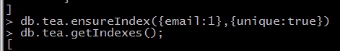 ]
> db.tea.ensureIndex({email:1},{unique:true})
> db.tea.getIndexes();
[